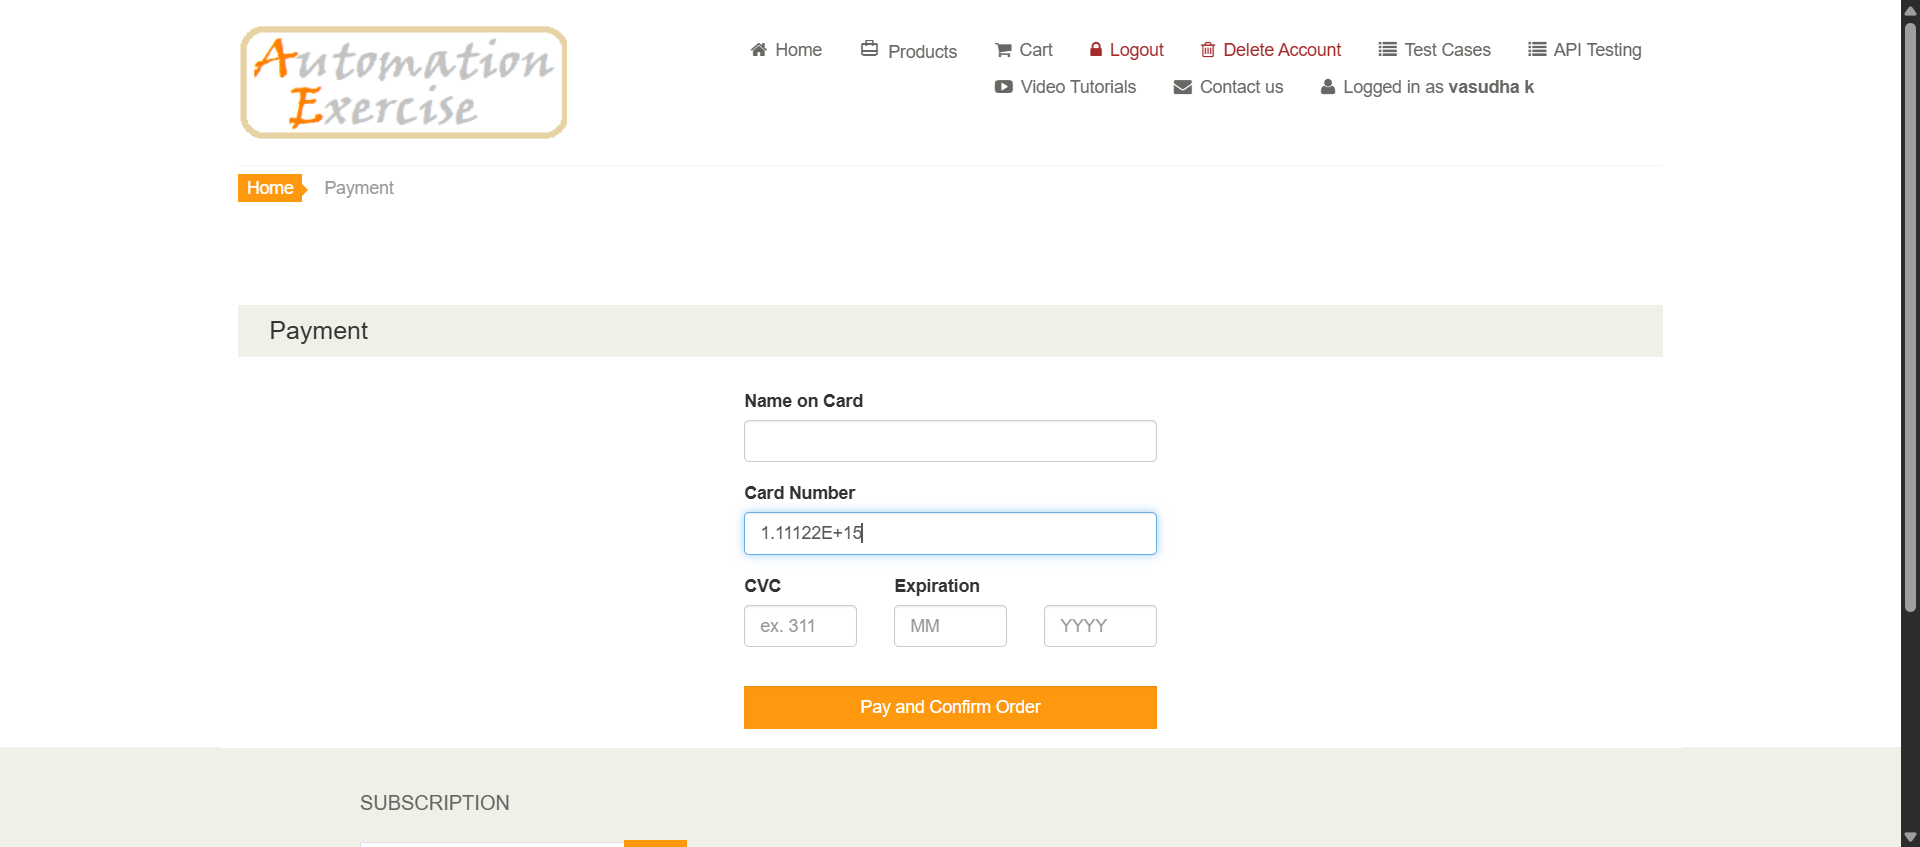 Automation
Exercise
Home Products Cart Logout Delete Account Test Cases API Testing
Video Tutorials Contact us Logged in as vasudha k
Home Payment
Payment
Name on Card
Card Number
1.11122E+15
CVC Expiration
ex. 311 MM YYYY
Pay and Confirm Order
SUBSCRIPTION